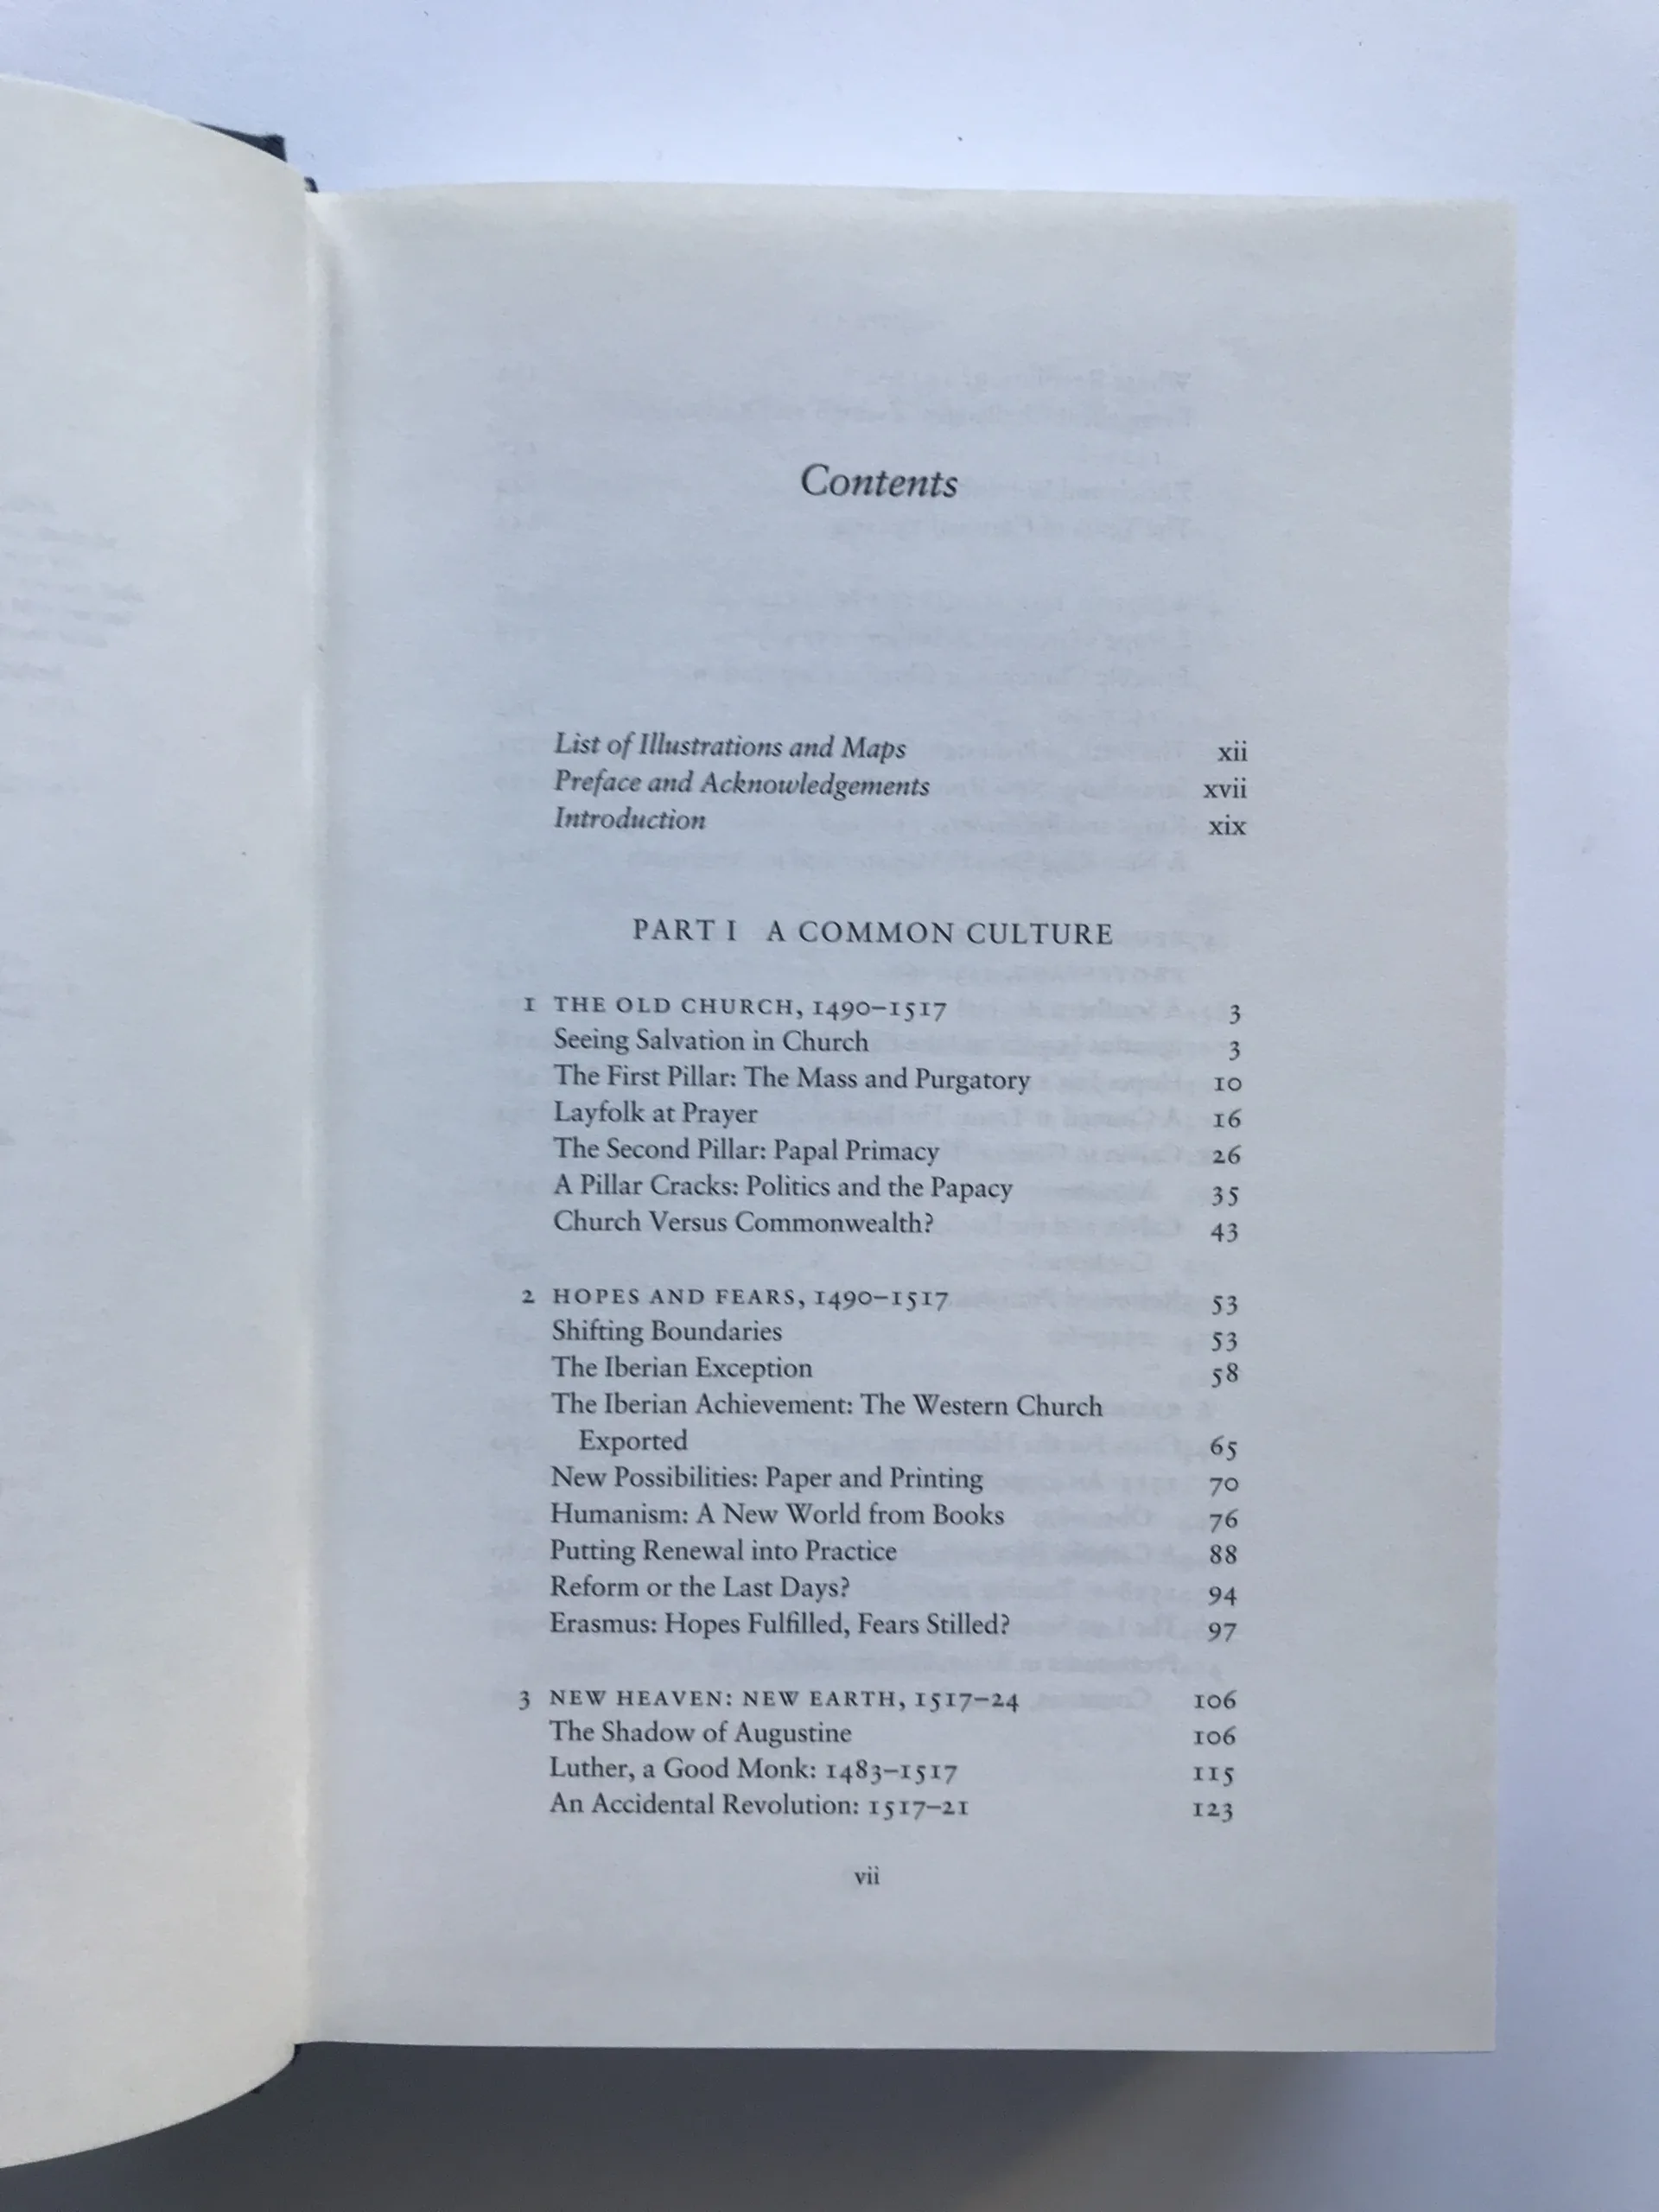 Contents
List of Illustrations and Maps xii
Preface and Acknowledgements xvii
Introduction xix
PART I A COMMON CULTURE
1 THE OLD CHURCH, 1490–1517 3
Seeing Salvation in Church 3
The First Pillar: The Mass and Purgatory 10
Layfolk at Prayer 16
The Second Pillar: Papal Primacy 26
A Pillar Cracks: Politics and the Papacy 35
Church Versus Commonwealth? 43
2 HOPES AND FEARS, 1490–1517 53
Shifting Boundaries 53
The Iberian Exception 58
The Iberian Achievement: The Western Church
Exported 65
New Possibilities: Paper and Printing 70
Humanism: A New World from Books 76
Putting Renewal into Practice 88
Reform or the Last Days? 94
Erasmus: Hopes Fulfilled, Fears Stilled? 97
3 NEW HEAVEN: NEW EARTH, 1517–24 106
The Shadow of Augustine 106
Luther, a Good Monk: 1483–1517 115
An Accidental Revolution: 1517–21 123
vii